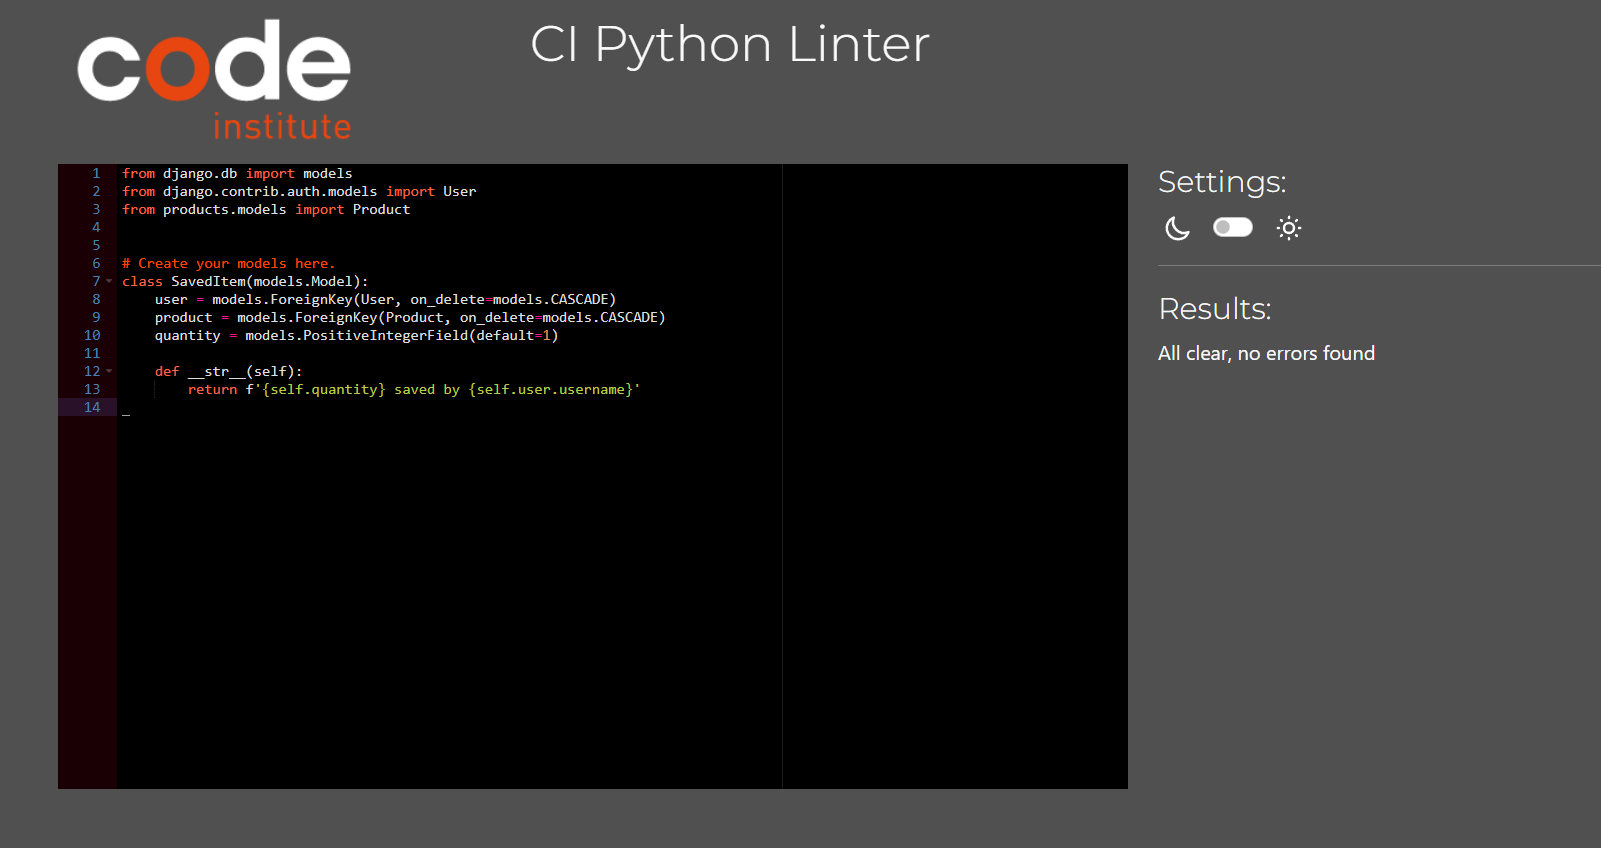 code
institute
CI Python Linter
1 from django.db import models
2 from django.contrib.auth.models import User
3 from products.models import Product
4
5
6 # Create your models here.
7 class SavedItem(models.Model):
8     user = models.ForeignKey(User, on_delete=models.CASCADE)
9     product = models.ForeignKey(Product, on_delete=models.CASCADE)
10     quantity = models.PositiveIntegerField(default=1)
11
12     def __str__(self):
13         return f'{self.quantity} saved by {self.user.username}'
14
Settings:
Results:
All clear, no errors found